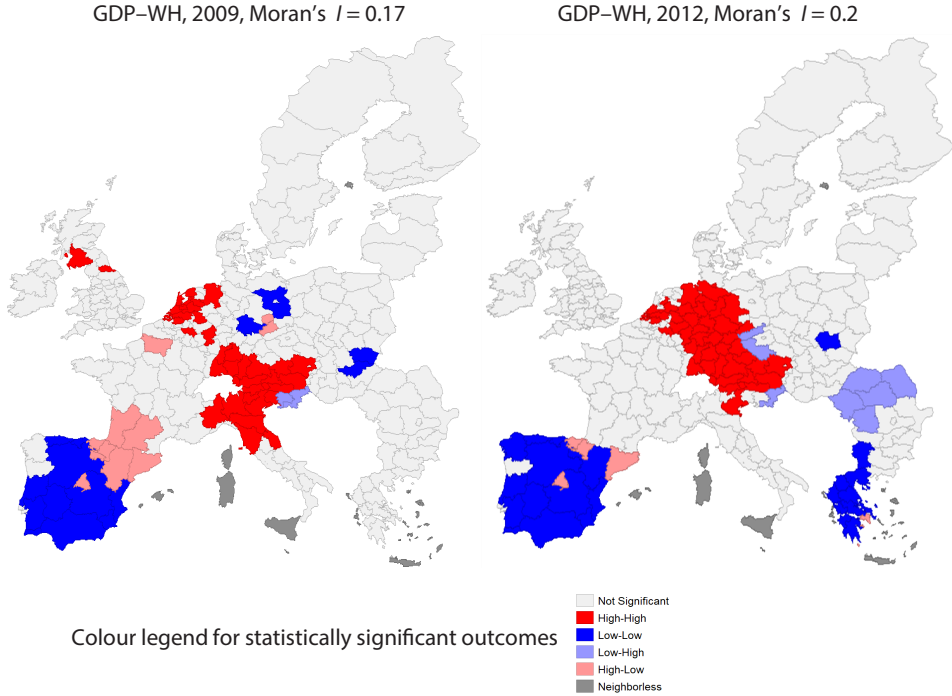 GDP–WH, 2009, Moran's I = 0.17
GDP–WH, 2012, Moran's I = 0.2
Colour legend for statistically significant outcomes
Not Significant
High-High
Low-Low
Low-High
High-Low
Neighborless